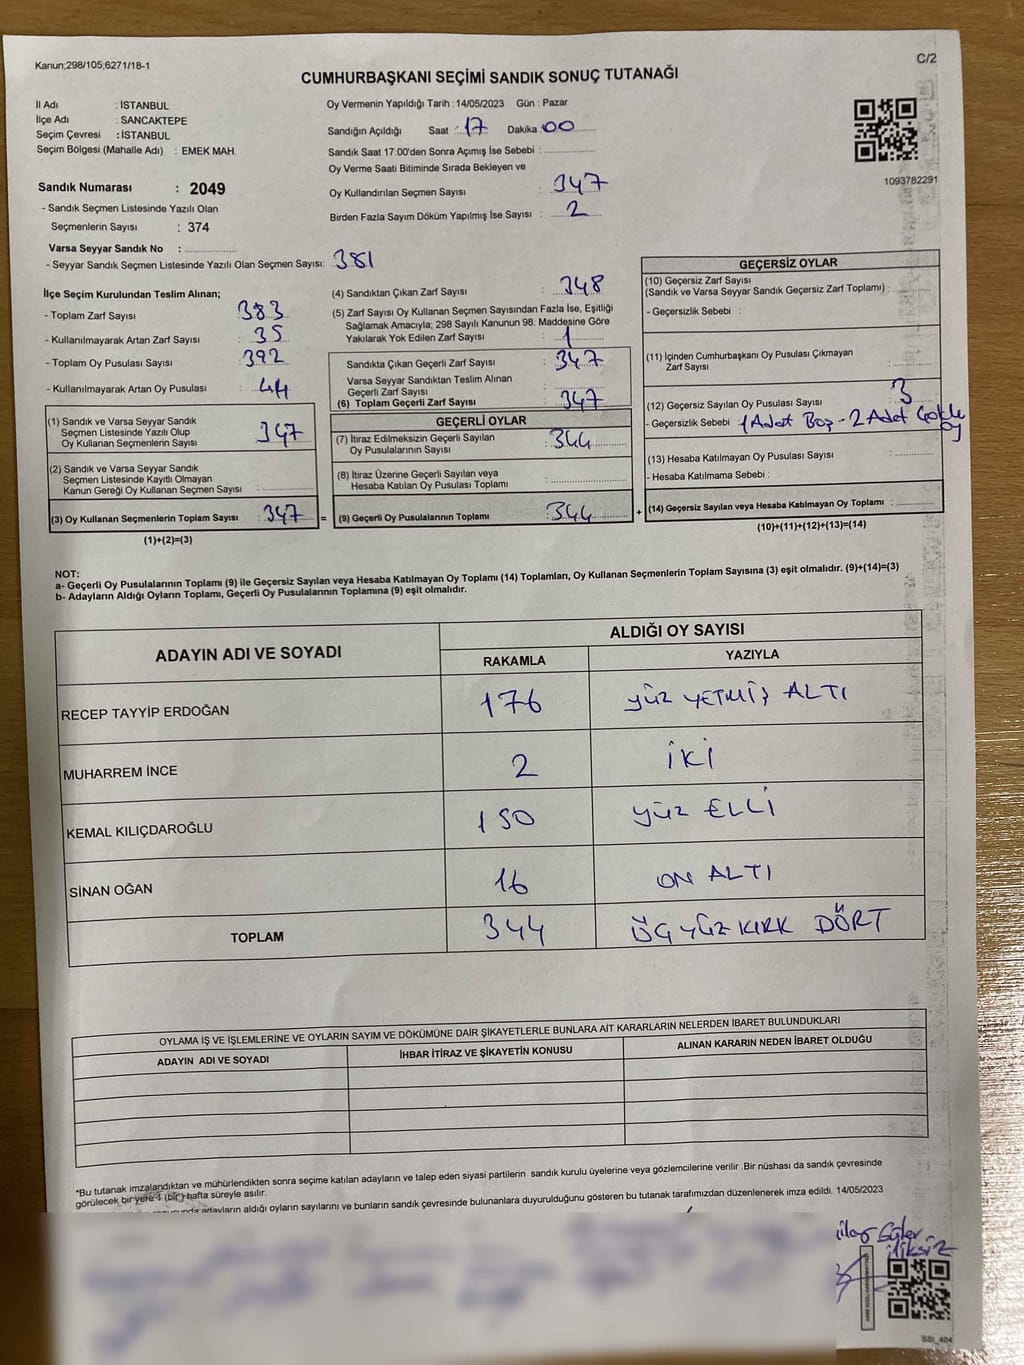 Kanun;298/105;6271/18-1
C/2
CUMHURBAŞKANI SEÇİMİ SANDIK SONUÇ TUTANAĞI
İl Adı : İSTANBUL
İlçe Adı : SANCAKTEPE
Seçim Çevresi : İSTANBUL
Seçim Bölgesi (Mahalle Adı) : EMEK MAH.
Sandık Numarası : 2049
- Sandık Seçmen Listesinde Yazılı Olan
Seçmenlerin Sayısı : 374
Varsa Seyyar Sandık No :
- Seyyar Sandık Seçmen Listesinde Yazılı Olan Seçmen Sayısı: 381
Oy Vermenin Yapıldığı Tarih :14/05/2023 Gün : Pazar
Sandığın Açıldığı Saat : 17 Dakika : 00
Sandık Saat 17:00'den Sonra Açımış İse Sebebi :
Oy Verme Saati Bitiminde Sırada Bekleyen ve
Oy Kullandırılan Seçmen Sayısı : 347
Birden Fazla Sayım Döküm Yapılmış İse Sayısı : 2
1093782291
İlçe Seçim Kurulundan Teslim Alınan;
- Toplam Zarf Sayısı : 383
- Kullanılmayarak Artan Zarf Sayısı : 35
- Toplam Oy Pusulası Sayısı : 392
- Kullanılmayarak Artan Oy Pusulası : 44
(1) Sandık ve Varsa Seyyar Sandık
Seçmen Listesinde Yazılı Olup
Oy Kullanan Seçmenlerin Sayısı : 347
(2) Sandık ve Varsa Seyyar Sandık
Seçmen Listesinde Kayıtlı Olmayan
Kanun Gereği Oy Kullanan Seçmen Sayısı :
(3) Oy Kullanan Seçmenlerin Toplam Sayısı : 347 =
(1)+(2)=(3)
(4) Sandıktan Çıkan Zarf Sayısı : 348
(5) Zarf Sayısı Oy Kullanan Seçmen Sayısından Fazla İse, Eşitliği
Sağlamak Amacıyla; 298 Sayılı Kanunun 98. Maddesine Göre
Yakılarak Yok Edilen Zarf Sayısı : 1
Sandıkta Çıkan Geçerli Zarf Sayısı : 347
Varsa Seyyar Sandıktan Teslim Alınan
Geçerli Zarf Sayısı :
(6) Toplam Geçerli Zarf Sayısı : 347
GEÇERLİ OYLAR
(7) İtiraz Edilmeksizin Geçerli Sayılan
Oy Pusulasının Sayısı : 344
(8) İtiraz Üzerine Geçerli Sayılan veya
Hesaba Katılan Oy Pusulası Toplamı :
(9) Geçerli Oy Pusulalarının Toplamı : 344 +
GEÇERSİZ OYLAR
(10) Geçersiz Zarf Sayısı
(Sandık ve Varsa Seyyar Sandık Geçersiz Zarf Toplamı) :
- Geçersizlik Sebebi :
(11) İçinden Cumhurbaşkanı Oy Pusulası Çıkmayan
Zarf Sayısı :
(12) Geçersiz Sayılan Oy Pusulası Sayısı : 3
- Geçersizlik Sebebi : 1 Adet Boş - 2 Adet Çoklu
oy
(13) Hesaba Katılmayan Oy Pusulası Sayısı :
- Hesaba Katılmama Sebebi :
(14) Geçersiz Sayılan veya Hesaba Katılmayan Oy Toplamı :
(10)+(11)+(12)+(13)=(14)
NOT:
a- Geçerli Oy Pusulalarının Toplamı (9) ile Geçersiz Sayılan veya Hesaba Katılmayan Oy Toplamı (14) Toplamları, Oy Kullanan Seçmenlerin Toplam Sayısına (3) eşit olmalıdır. (9)+(14)=(3)
b- Adayların Aldığı Oyların Toplamı, Geçerli Oy Pusulalarının Toplamına (9) eşit olmalıdır.
ADAYIN ADI VE SOYADI ALDIĞI OY SAYISI
RAKAMLA YAZIYLA
RECEP TAYYİP ERDOĞAN 176 yüz YETMİŞ ALTI
MUHARREM İNCE 2 İKİ
KEMAL KILIÇDAROĞLU 150 yüz ELLİ
SİNAN OĞAN 16 ON ALTI
TOPLAM 344 ÜÇ YÜZ KIRK DÖRT
OYLAMA İŞ VE İŞLEMLERİNE VE OYLARIN SAYIM VE DÖKÜMÜNE DAİR ŞİKAYETLERLE BUNLARA AİT KARARLARIN NELERDEN İBARET BULUNDUKLARI
ADAYIN ADI VE SOYADI İHBAR İTİRAZ VE ŞİKAYETİN KONUSU ALINAN KARARIN NEDEN İBARET OLDUĞU
*Bu tutanak imzalandıktan ve mühürlendikten sonra seçime katılan adayların ve talep eden siyasi partilerin sandık kurulu üyelerine veya gözlemcilerine verilir .Bir nüshası da sandık çevresinde
görülecek bir yere 1 (bir) hafta süreyle asılır.
adayların aldığı oyların sayılarını ve bunların sandık çevresinde bulunanlara duyurulduğunu gösteren bu tutanak tarafımızdan düzenlenerek imza edildi. 14/05/2023
Güler
ilikSiz